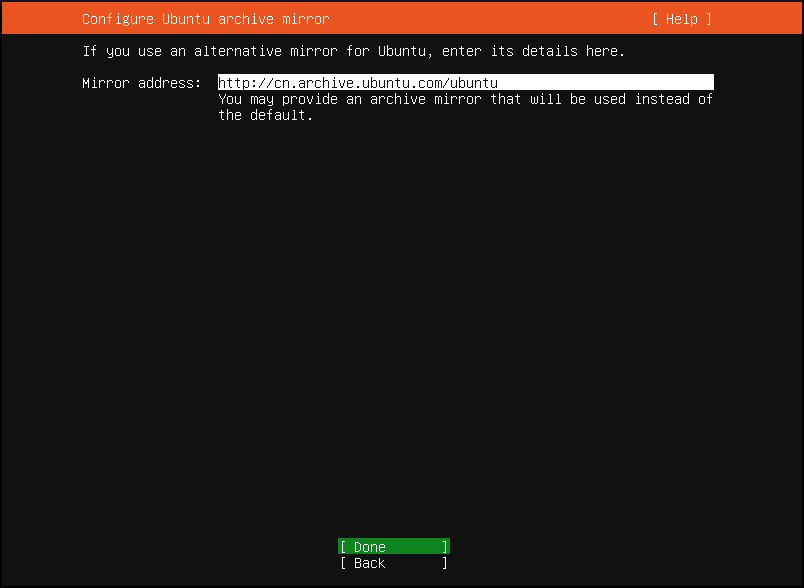 Configure Ubuntu archive mirror [ Help ]
If you use an alternative mirror for Ubuntu, enter its details here.
Mirror address: http://cn.archive.ubuntu.com/ubuntu
You may provide an archive mirror that will be used instead of
the default.
[ Done ]
[ Back ]